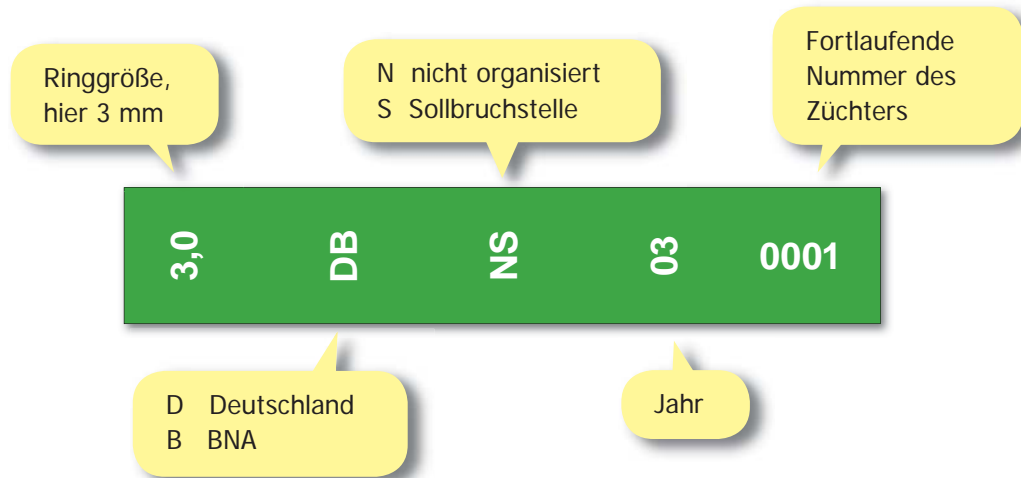 Ringgröße,
hier 3 mm
N nicht organisiert
S Sollbruchstelle
Fortlaufende
Nummer des
Züchters
3,0 DB NS 03 0001
D Deutschland
B BNA
Jahr